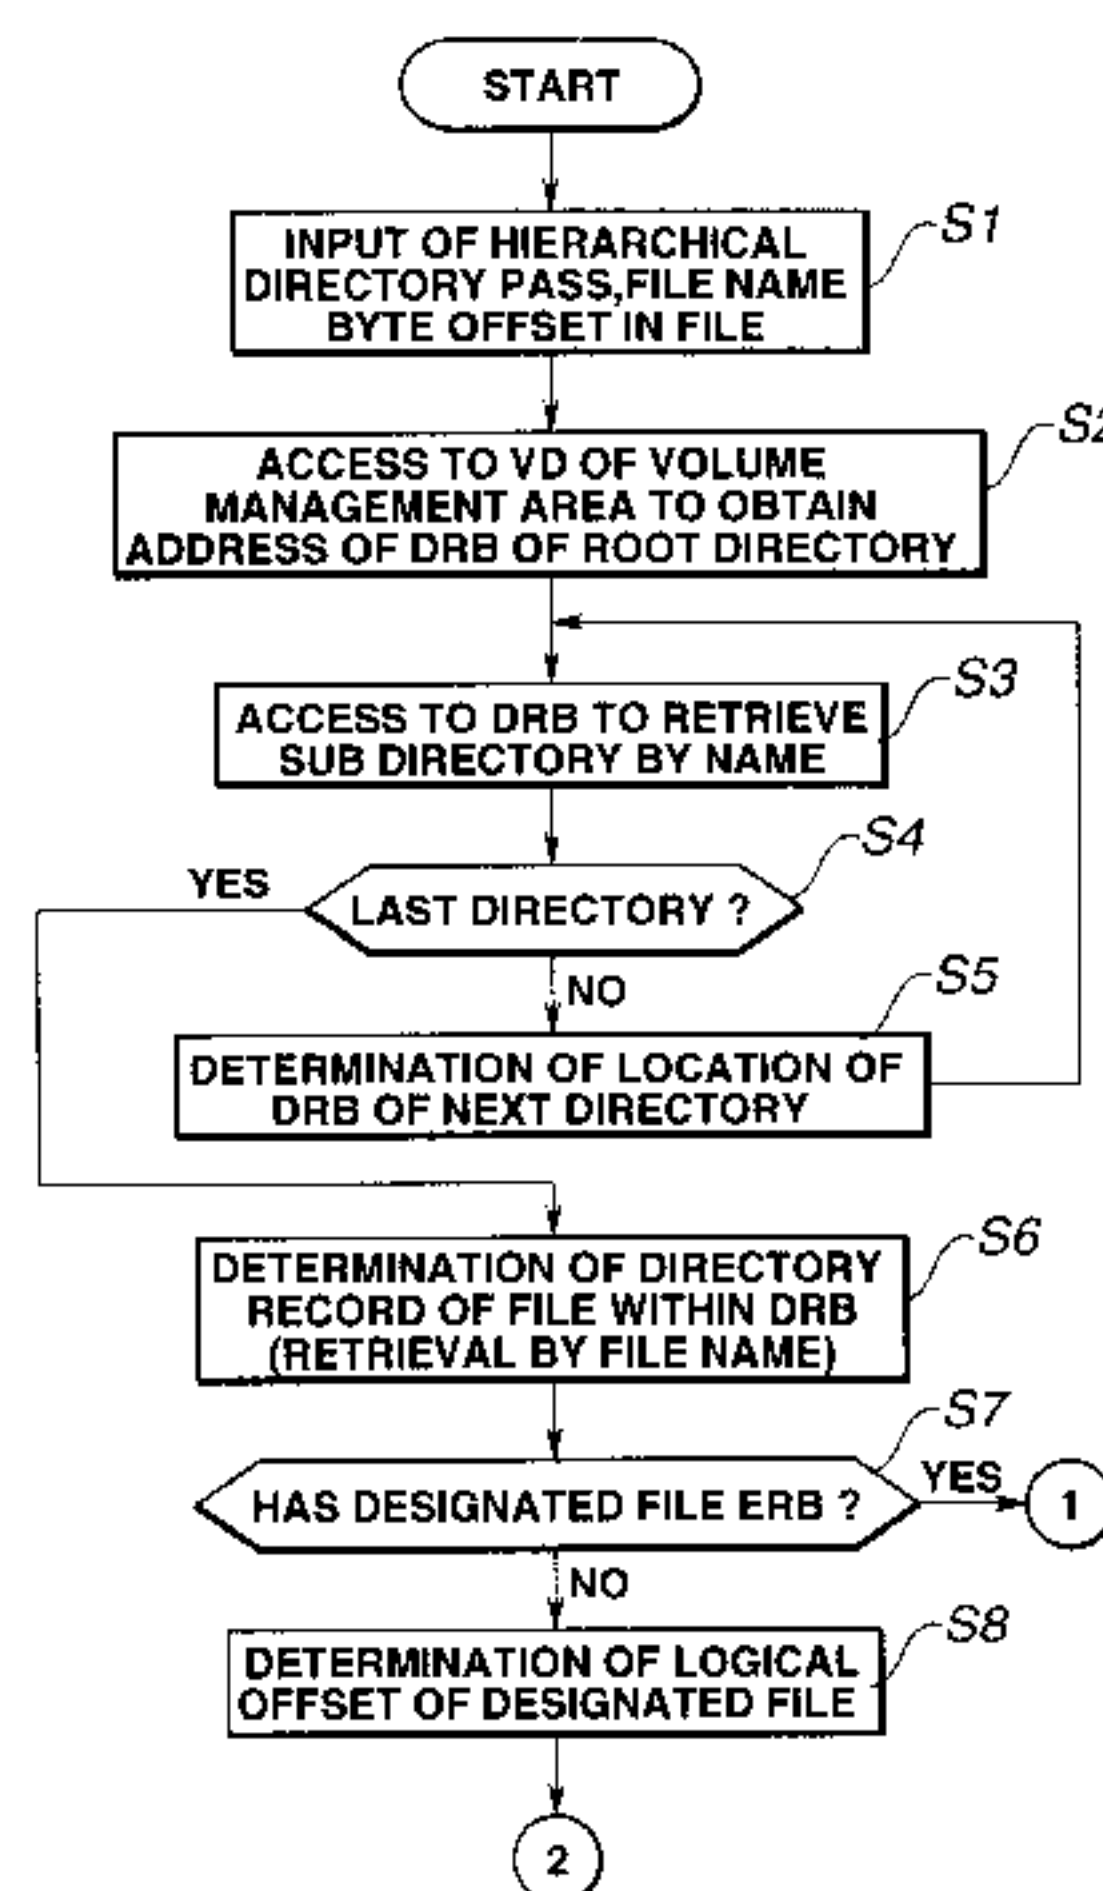 START
S1
INPUT OF HIERARCHICAL
DIRECTORY PASS,FILE NAME
BYTE OFFSET IN FILE
S2
ACCESS TO VD OF VOLUME
MANAGEMENT AREA TO OBTAIN
ADDRESS OF DRB OF ROOT DIRECTORY
S3
ACCESS TO DRB TO RETRIEVE
SUB DIRECTORY BY NAME
S4
YES
LAST DIRECTORY ?
NO
S5
DETERMINATION OF LOCATION OF
DRB OF NEXT DIRECTORY
S6
DETERMINATION OF DIRECTORY
RECORD OF FILE WITHIN DRB
(RETRIEVAL BY FILE NAME)
S7
HAS DESIGNATED FILE ERB ?
YES
1
NO
S8
DETERMINATION OF LOGICAL
OFFSET OF DESIGNATED FILE
2